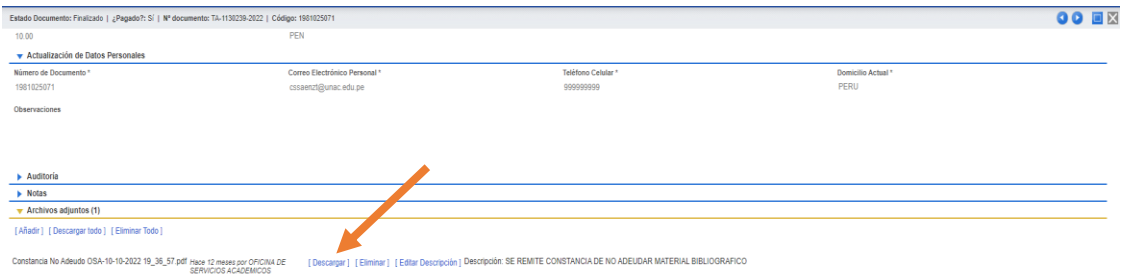 Estado Documento: Finalizado | ¿Pagado?: Sí | Nº documento: TA-1130239-2022 | Código: 1981025071
10.00 PEN
Actualización de Datos Personales
Número de Documento * Correo Electrónico Personal * Teléfono Celular * Domicilio Actual *
1981025071 cssaenzt@unac.edu.pe 999999999 PERU
Observaciones
Auditoría
Notas
Archivos adjuntos (1)
[ Añadir ] [ Descargar todo ] [ Eliminar Todo ]
Constancia No Adeudo OSA-10-10-2022 19_36_57.pdf Hace 12 meses por OFICINA DE [ Descargar ] [ Eliminar ] [ Editar Descripción ] Descripción: SE REMITE CONSTANCIA DE NO ADEUDAR MATERIAL BIBLIOGRAFICO
SERVICIOS ACADEMICOS